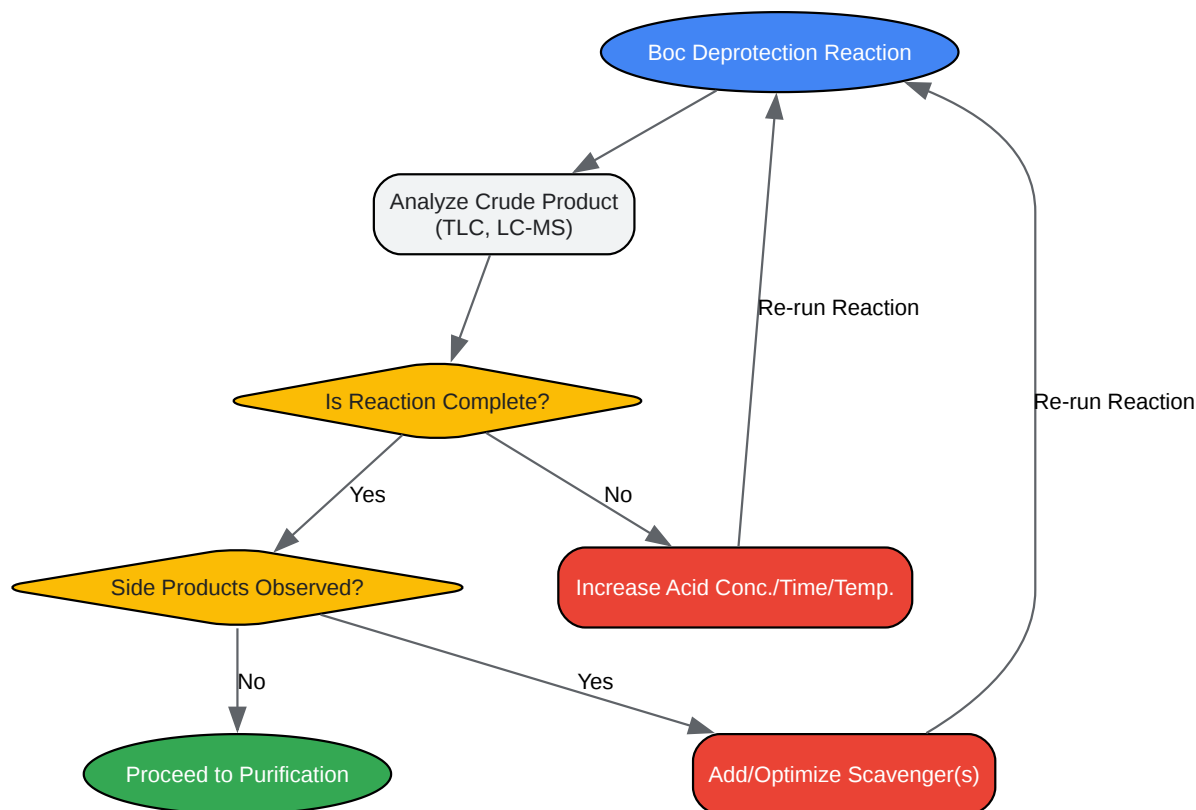 Boc Deprotection Reaction
Analyze Crude Product
(TLC, LC-MS)
Re-run Reaction
Is Reaction Complete?
Re-run Reaction
Yes
No
Side Products Observed?
Increase Acid Conc./Time/Temp.
No
Yes
Proceed to Purification
Add/Optimize Scavenger(s)